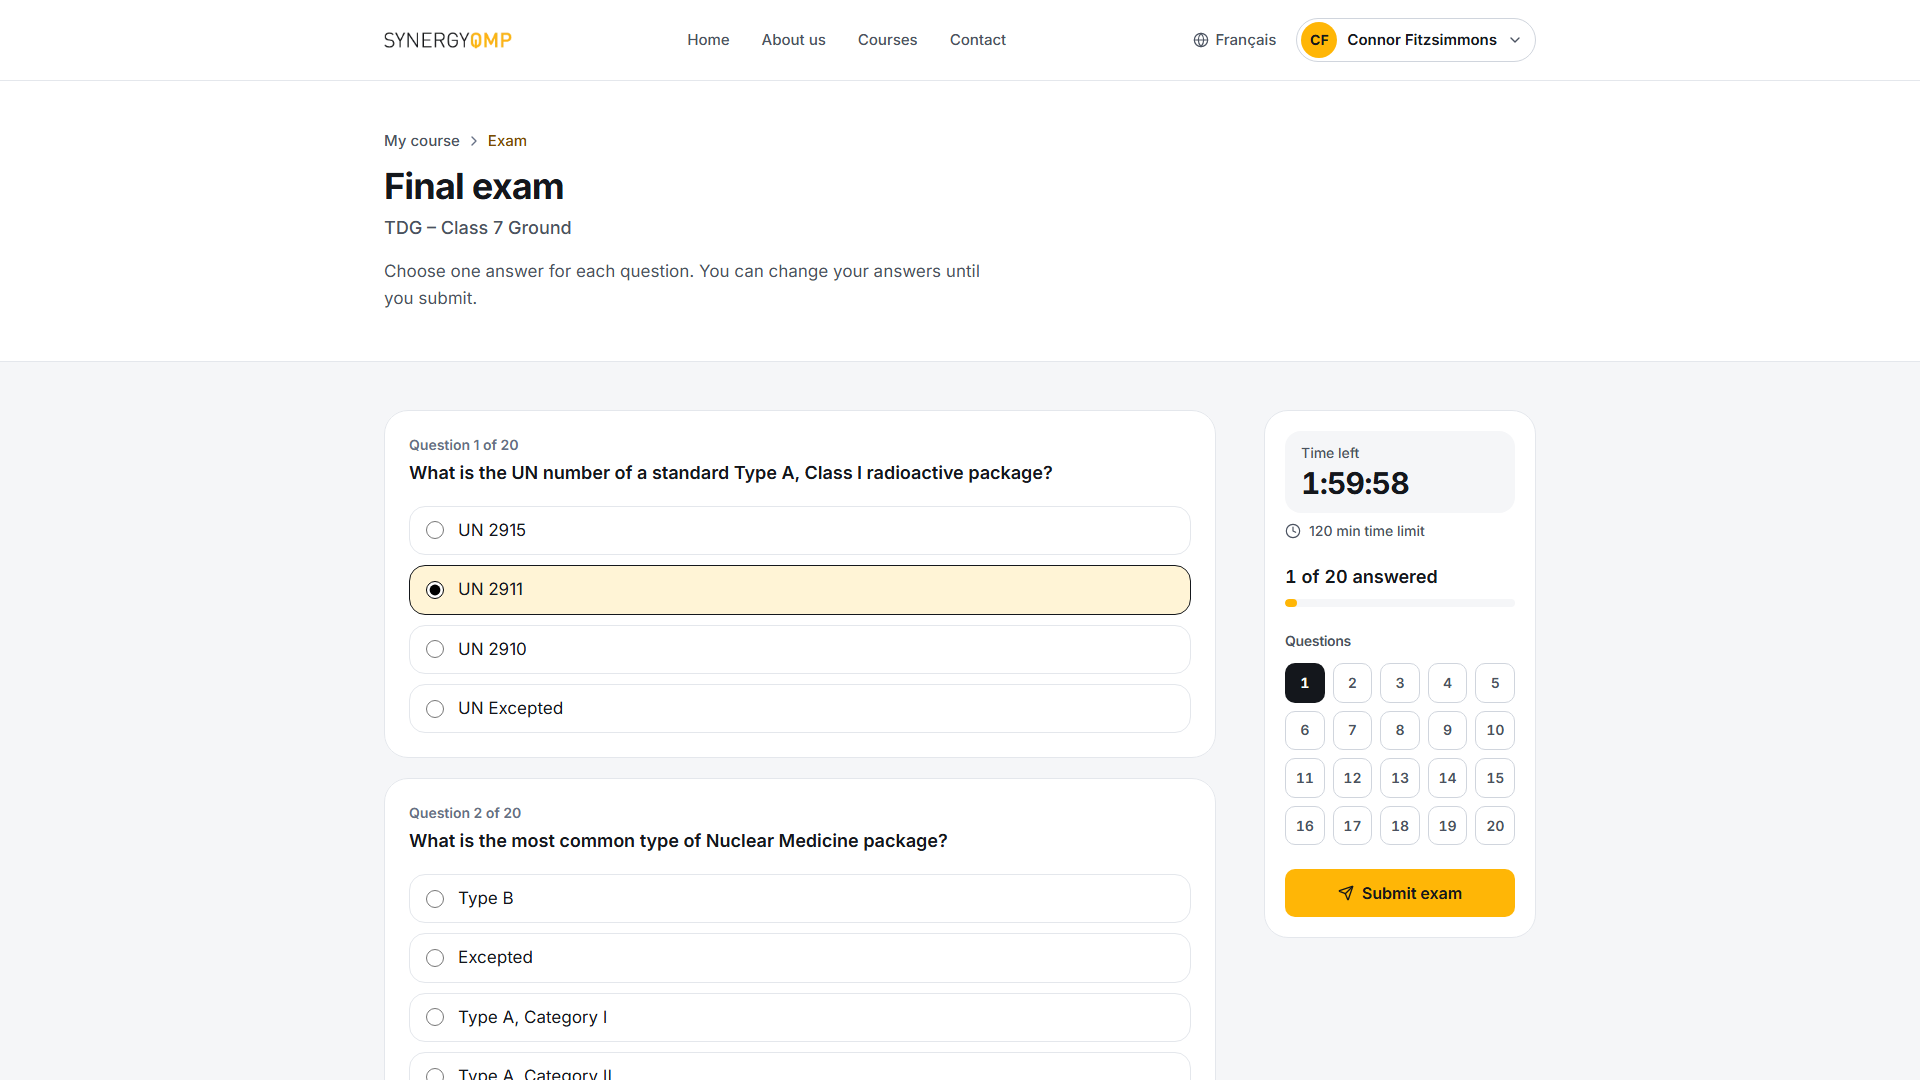 SYNERGYQMP
Home
About us
Courses
Contact
Français
CF
Connor Fitzsimmons
My course
Exam
Final exam
TDG – Class 7 Ground
Choose one answer for each question. You can change your answers until
you submit.
Question 1 of 20
What is the UN number of a standard Type A, Class I radioactive package?
UN 2915
UN 2911
UN 2910
UN Excepted
Question 2 of 20
What is the most common type of Nuclear Medicine package?
Type B
Excepted
Type A, Category I
Type A, Category II
Time left
1:59:58
120 min time limit
1 of 20 answered
Questions
1 2 3 4 5
6 7 8 9 10
11 12 13 14 15
16 17 18 19 20
Submit exam